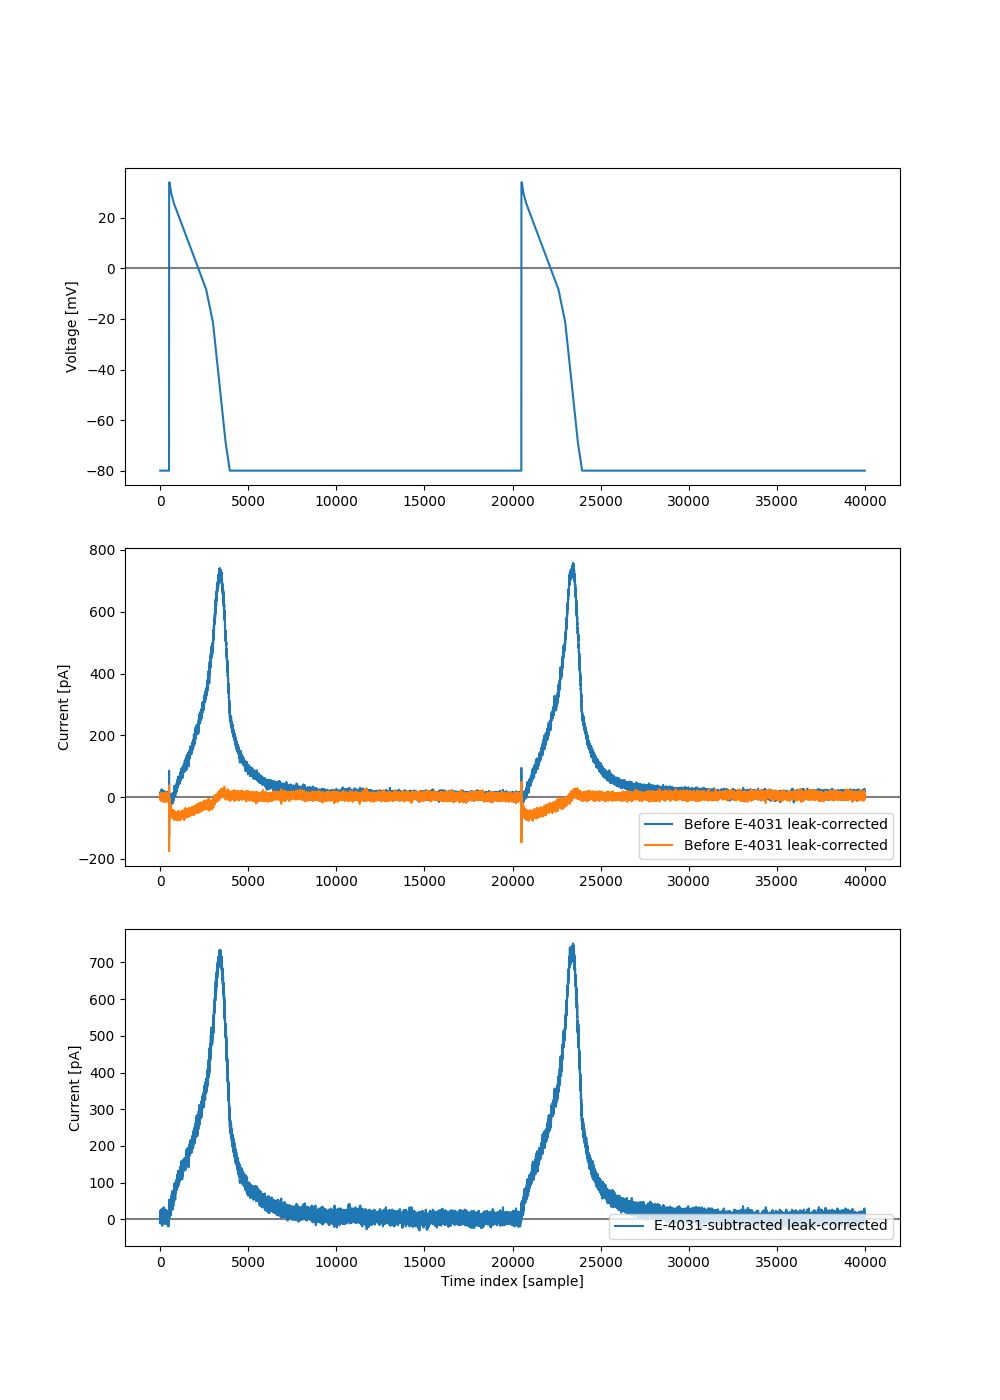 20
0
−20
−40
−60
−80
Voltage [mV]
0 5000 10000 15000 20000 25000 30000 35000 40000
800
600
400
200
0
−200
Current [pA]
Before E-4031 leak-corrected
Before E-4031 leak-corrected
0 5000 10000 15000 20000 25000 30000 35000 40000
700
600
500
400
300
200
100
0
Current [pA]
E-4031-subtracted leak-corrected
0 5000 10000 15000 20000 25000 30000 35000 40000
Time index [sample]